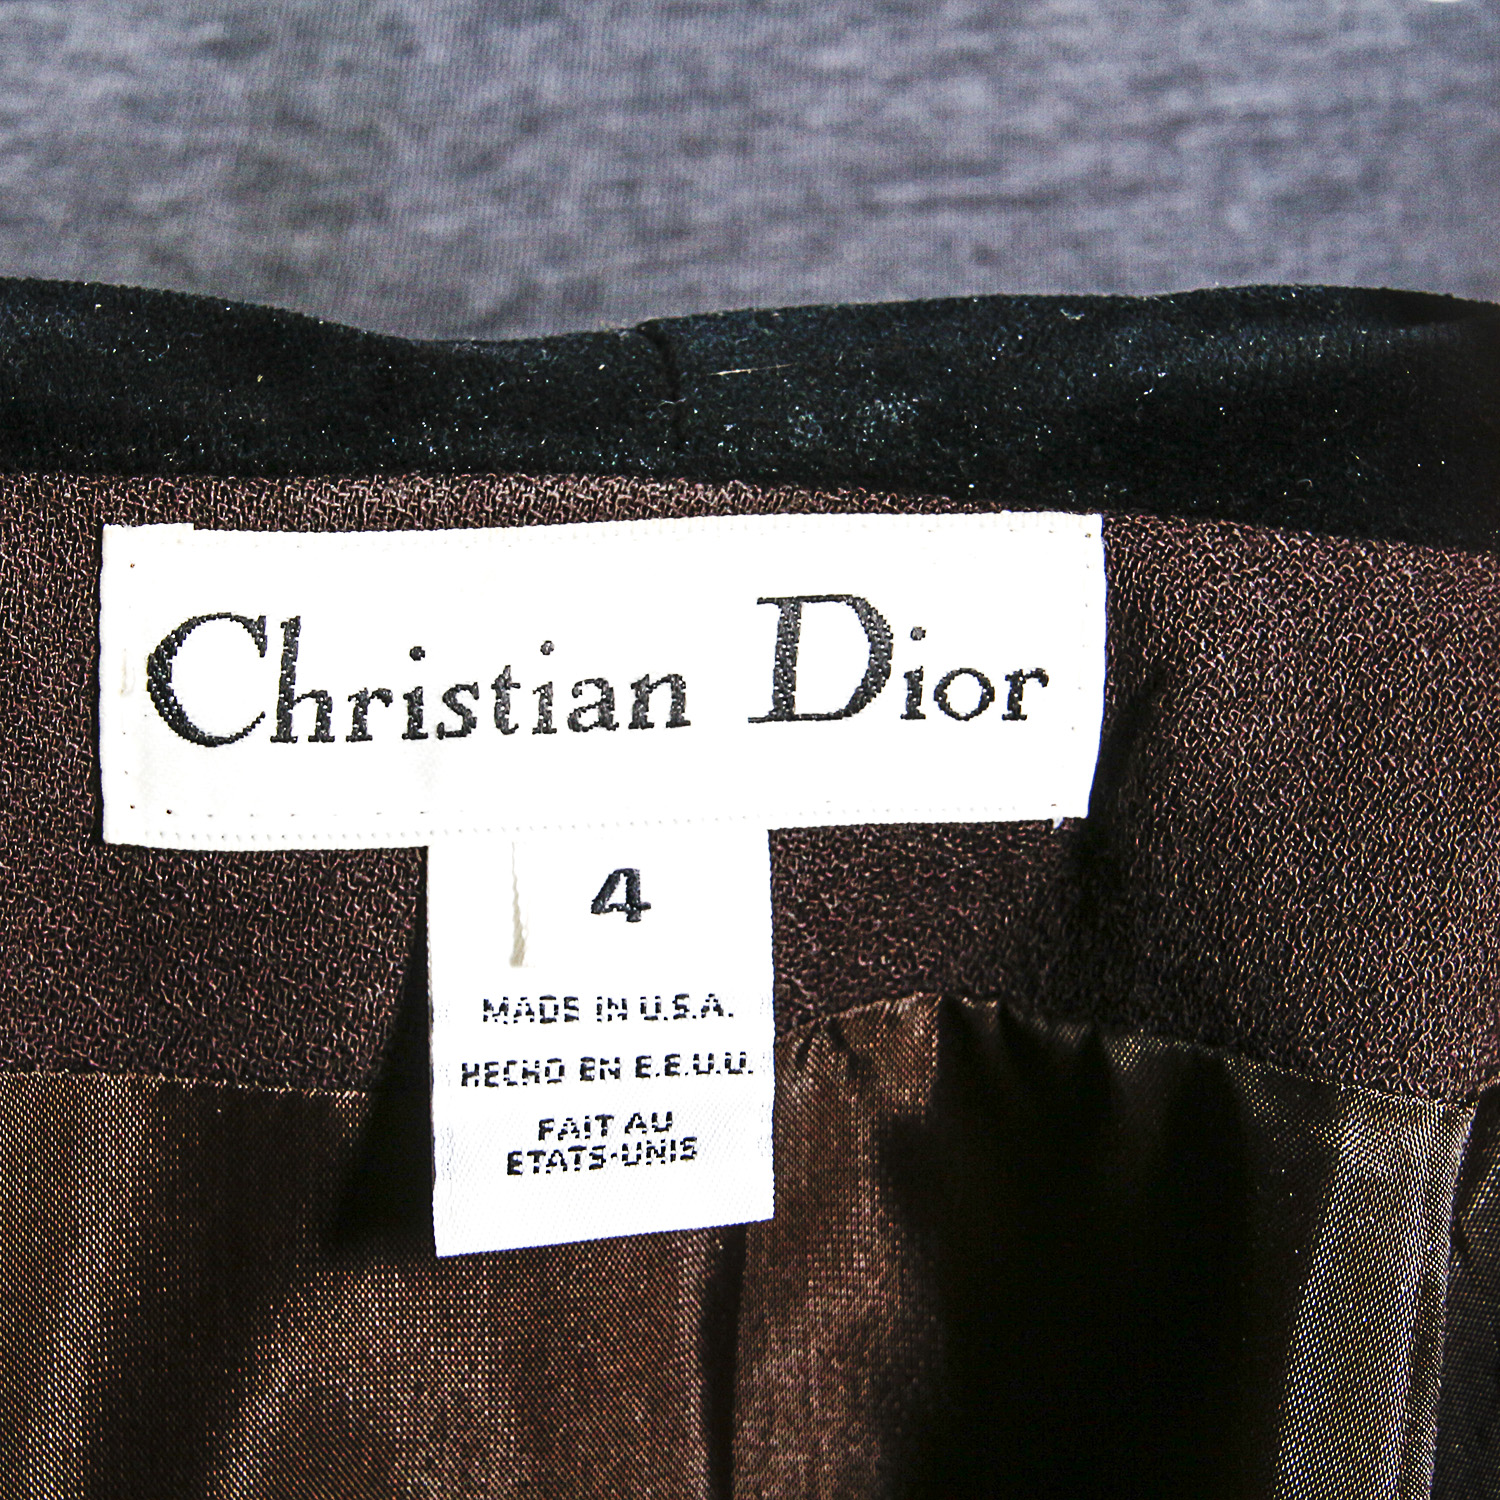 Christian Dior
4
MADE IN U.S.A.
HECHO EN E.E.U.U.
FAIT AU
ETATS-UNIS